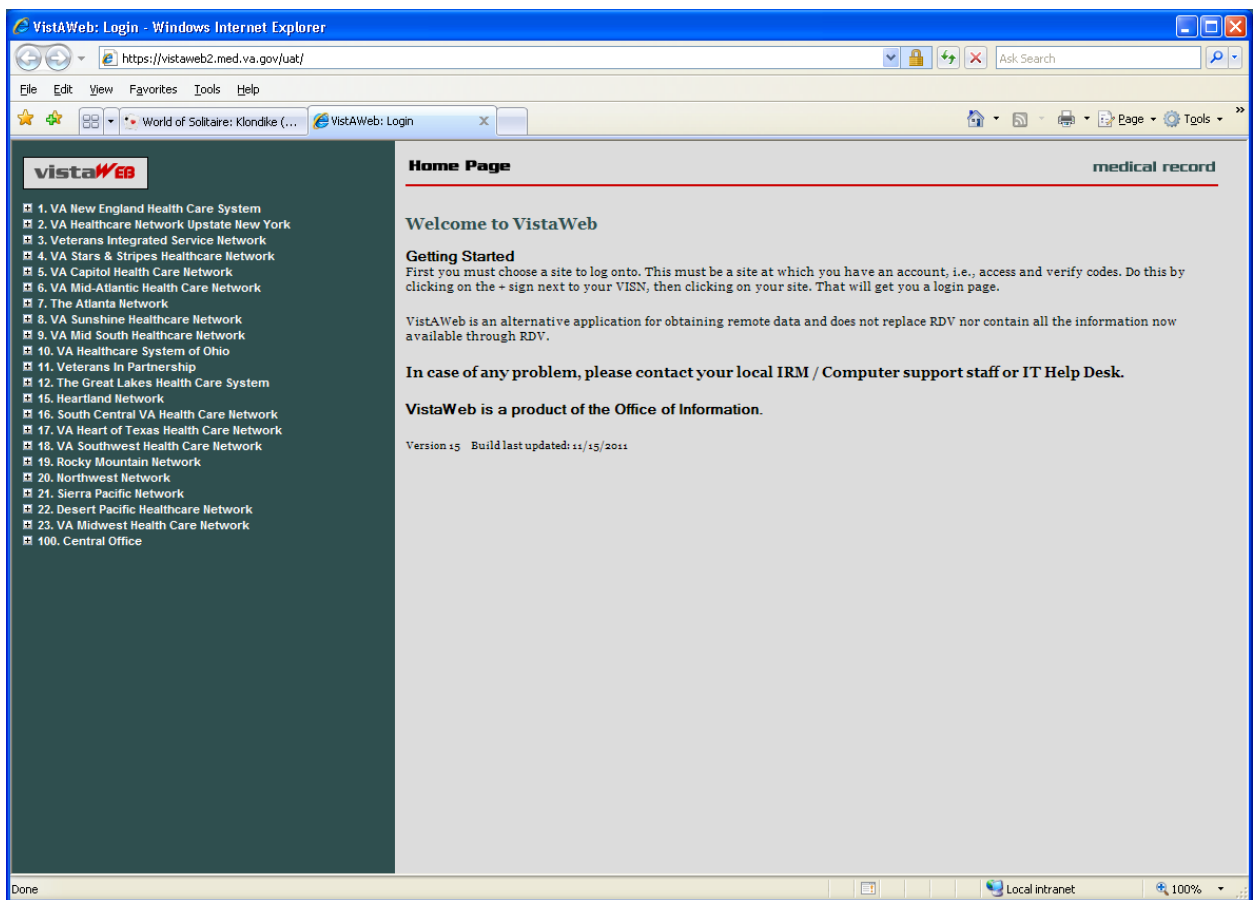 VistAWeb: Login - Windows Internet Explorer
https://vistaweb2.med.va.gov/uat/
Ask Search
File Edit View Favorites Tools Help
World of Solitaire: Klondike (...
VistAWeb: Login
Page
Tools
vistaWEB
1. VA New England Health Care System
2. VA Healthcare Network Upstate New York
3. Veterans Integrated Service Network
4. VA Stars & Stripes Healthcare Network
5. VA Capitol Health Care Network
6. VA Mid-Atlantic Health Care Network
7. The Atlanta Network
8. VA Sunshine Healthcare Network
9. VA Mid South Healthcare Network
10. VA Healthcare System of Ohio
11. Veterans In Partnership
12. The Great Lakes Health Care System
15. Heartland Network
16. South Central VA Health Care Network
17. VA Heart of Texas Health Care Network
18. VA Southwest Health Care Network
19. Rocky Mountain Network
20. Northwest Network
21. Sierra Pacific Network
22. Desert Pacific Healthcare Network
23. VA Midwest Health Care Network
100. Central Office
Home Page
medical record
Welcome to VistaWeb
Getting Started
First you must choose a site to log onto. This must be a site at which you have an account, i.e., access and verify codes. Do this by
clicking on the + sign next to your VISN, then clicking on your site. That will get you a login page.
VistAWeb is an alternative application for obtaining remote data and does not replace RDV nor contain all the information now
available through RDV.
In case of any problem, please contact your local IRM / Computer support staff or IT Help Desk.
VistaWeb is a product of the Office of Information.
Version 15 Build last updated: 11/15/2011
Done
Local intranet
100%